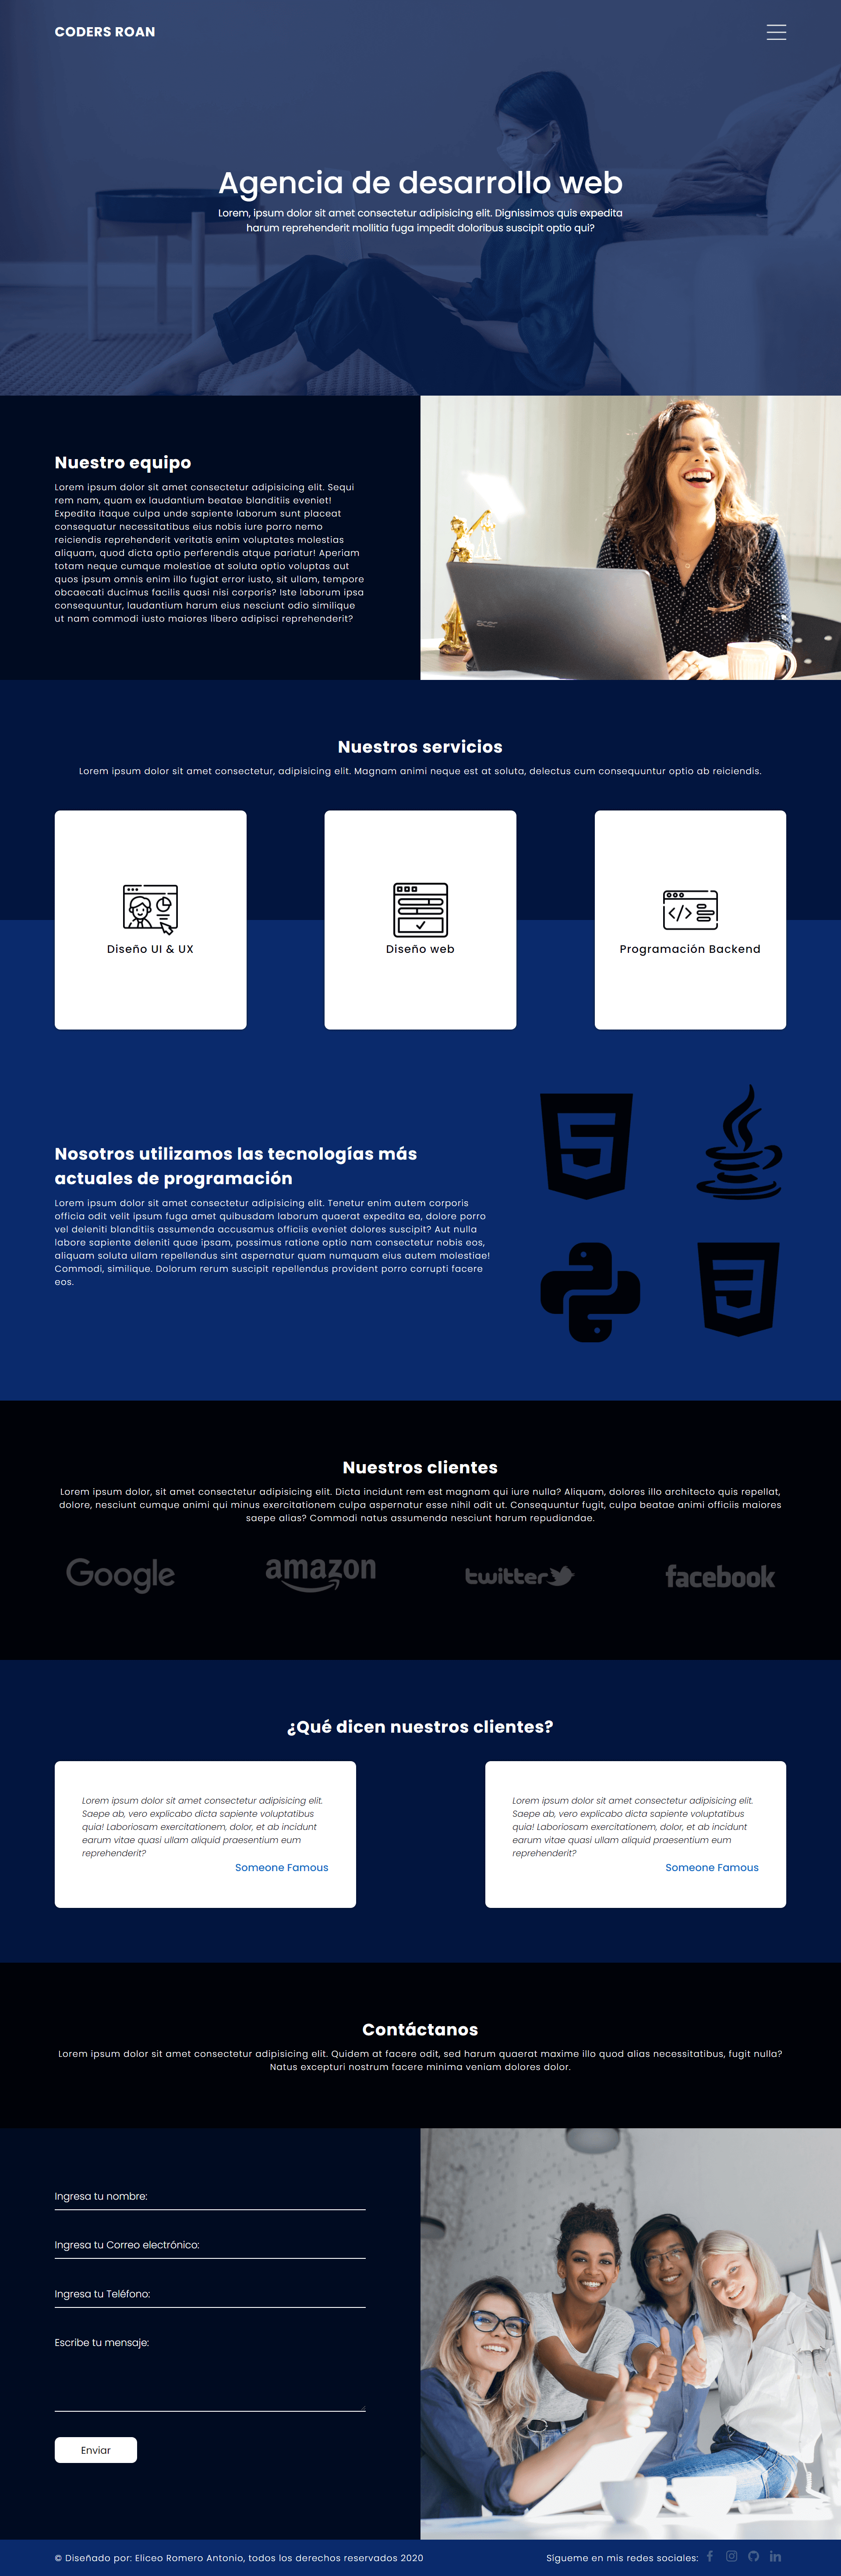 CODERS ROAN
Agencia de desarrollo web
Lorem, ipsum dolor sit amet consectetur adipisicing elit. Dignissimos quis expedita
harum reprehenderit mollitia fuga impedit doloribus suscipit optio qui?
Nuestro equipo
Lorem ipsum dolor sit amet consectetur adipisicing elit. Sequi
rem nam, quam ex laudantium beatae blanditiis eveniet!
Expedita itaque culpa unde sapiente laborum sunt placeat
consequatur necessitatibus eius nobis iure porro nemo
reiciendis reprehenderit veritatis enim voluptates molestias
aliquam, quod dicta optio perferendis atque pariatur! Aperiam
totam neque cumque molestiae at soluta optio voluptas aut
quos ipsum omnis enim illo fugiat error iusto, sit ullam, tempore
obcaecati ducimus facilis quasi nisi corporis? Iste laborum ipsa
consequuntur, laudantium harum eius nesciunt odio similique
ut nam commodi iusto maiores libero adipisci reprehenderit?
Nuestros servicios
Lorem ipsum dolor sit amet consectetur, adipisicing elit. Magnam animi neque est at soluta, delectus cum consequuntur optio ab reiciendis.
Diseño UI & UX
Diseño web
Programación Backend
Nosotros utilizamos las tecnologías más
actuales de programación
Lorem ipsum dolor sit amet consectetur adipisicing elit. Tenetur enim autem corporis
officia odit velit ipsum fuga amet quibusdam laborum quaerat expedita ea, dolore porro
vel deleniti blanditiis assumenda accusamus officiis eveniet dolores suscipit? Aut nulla
labore sapiente deleniti quae ipsam, possimus ratione optio nam consectetur nobis eos,
aliquam soluta ullam repellendus sint aspernatur quam numquam eius autem molestiae!
Commodi, similique. Dolorum rerum suscipit repellendus provident porro corrupti facere
eos.
Nuestros clientes
Lorem ipsum dolor, sit amet consectetur adipisicing elit. Dicta incidunt rem est magnam qui iure nulla? Aliquam, dolores illo architecto quis repellat,
dolore, nesciunt cumque animi qui minus exercitationem culpa aspernatur esse nihil odit ut. Consequuntur fugit, culpa beatae animi officiis maiores
saepe alias? Commodi natus assumenda nesciunt harum repudiandae.
Google
amazon
twitter
facebook
¿Qué dicen nuestros clientes?
Lorem ipsum dolor sit amet consectetur adipisicing elit.
Saepe ab, vero explicabo dicta sapiente voluptatibus
quia! Laboriosam exercitationem, dolor, et ab incidunt
earum vitae quasi ullam aliquid praesentium eum
reprehenderit?
Someone Famous
Lorem ipsum dolor sit amet consectetur adipisicing elit.
Saepe ab, vero explicabo dicta sapiente voluptatibus
quia! Laboriosam exercitationem, dolor, et ab incidunt
earum vitae quasi ullam aliquid praesentium eum
reprehenderit?
Someone Famous
Contáctanos
Lorem ipsum dolor sit amet consectetur adipisicing elit. Quidem at facere odit, sed harum quaerat maxime illo quod alias necessitatibus, fugit nulla?
Natus excepturi nostrum facere minima veniam dolores dolor.
Ingresa tu nombre:
Ingresa tu Correo electrónico:
Ingresa tu Teléfono:
Escribe tu mensaje:
Enviar
© Diseñado por: Eliceo Romero Antonio, todos los derechos reservados 2020
Sígueme en mis redes sociales: